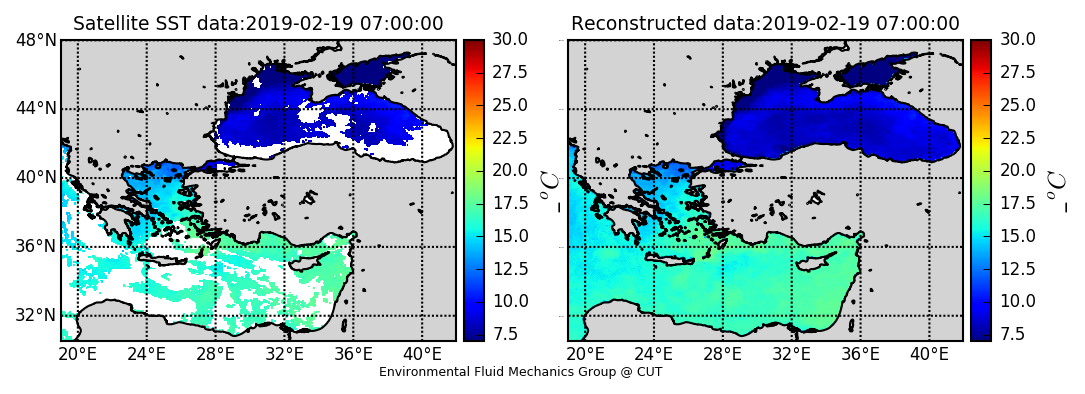 Satellite SST data:2019-02-19 07:00:00
48°N
44°N
40°N
36°N
32°N
20°E 24°E 28°E 32°E 36°E 40°E
30.0
27.5
25.0
22.5
20.0
17.5
15.0
12.5
10.0
7.5
_ °C
Reconstructed data:2019-02-19 07:00:00
20°E 24°E 28°E 32°E 36°E 40°E
30.0
27.5
25.0
22.5
20.0
17.5
15.0
12.5
10.0
7.5
_ °C
Environmental Fluid Mechanics Group @ CUT